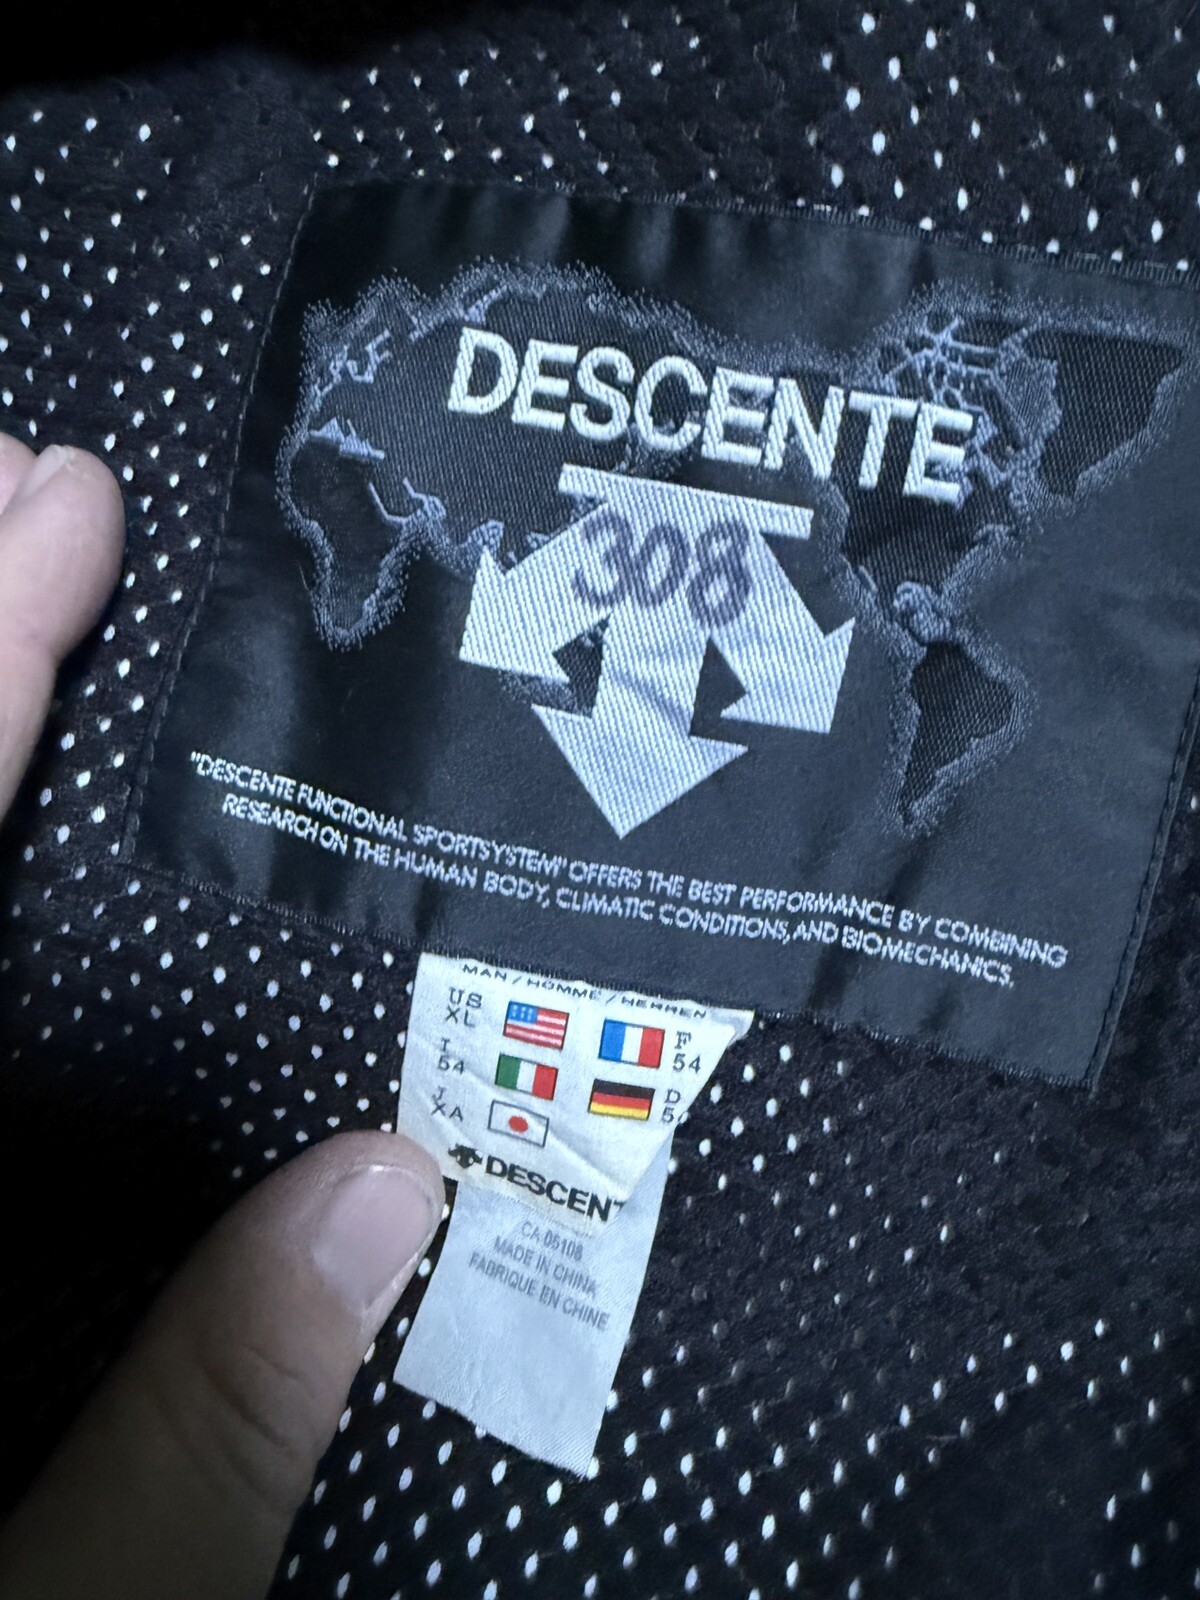 DESCENTE
308
"DESCENTE FUNCTIONAL SPORTSYSTEM" OFFERS THE BEST PERFORMANCE BY COMBINING
RESEARCH ON THE HUMAN BODY, CLIMATIC CONDITIONS, AND BIOMECHANICS.
MAN / HOMME / HERREN
US
XL
F
54
I
54
D
J
XA
DESCENT
CA 05108
MADE IN CHINA
FABRIQUE EN CHINE